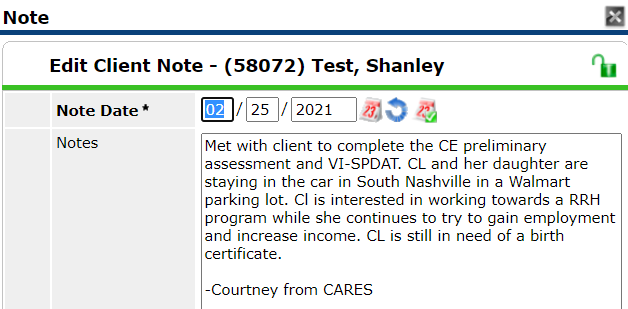 Note
Edit Client Note - (58072) Test, Shanley
Note Date* 02 / 25 / 2021
Notes
Met with client to complete the CE preliminary
assessment and VI-SPDAT. CL and her daughter are
staying in the car in South Nashville in a Walmart
parking lot. Cl is interested in working towards a RRH
program while she continues to try to gain employment
and increase income. CL is still in need of a birth
certificate.
-Courtney from CARES